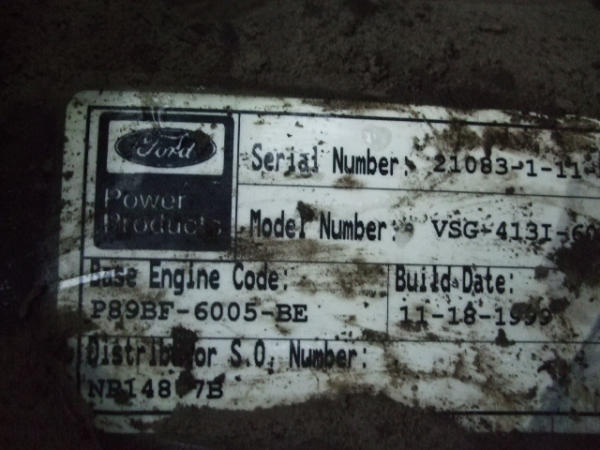 Ford
Power
Products
Serial Number: 21083-1-11-
Model Number: VSG-413I-60
Base Engine Code:
P89BF-6005-BE
Build Date:
11-18-1999
Distributor S.O. Number: